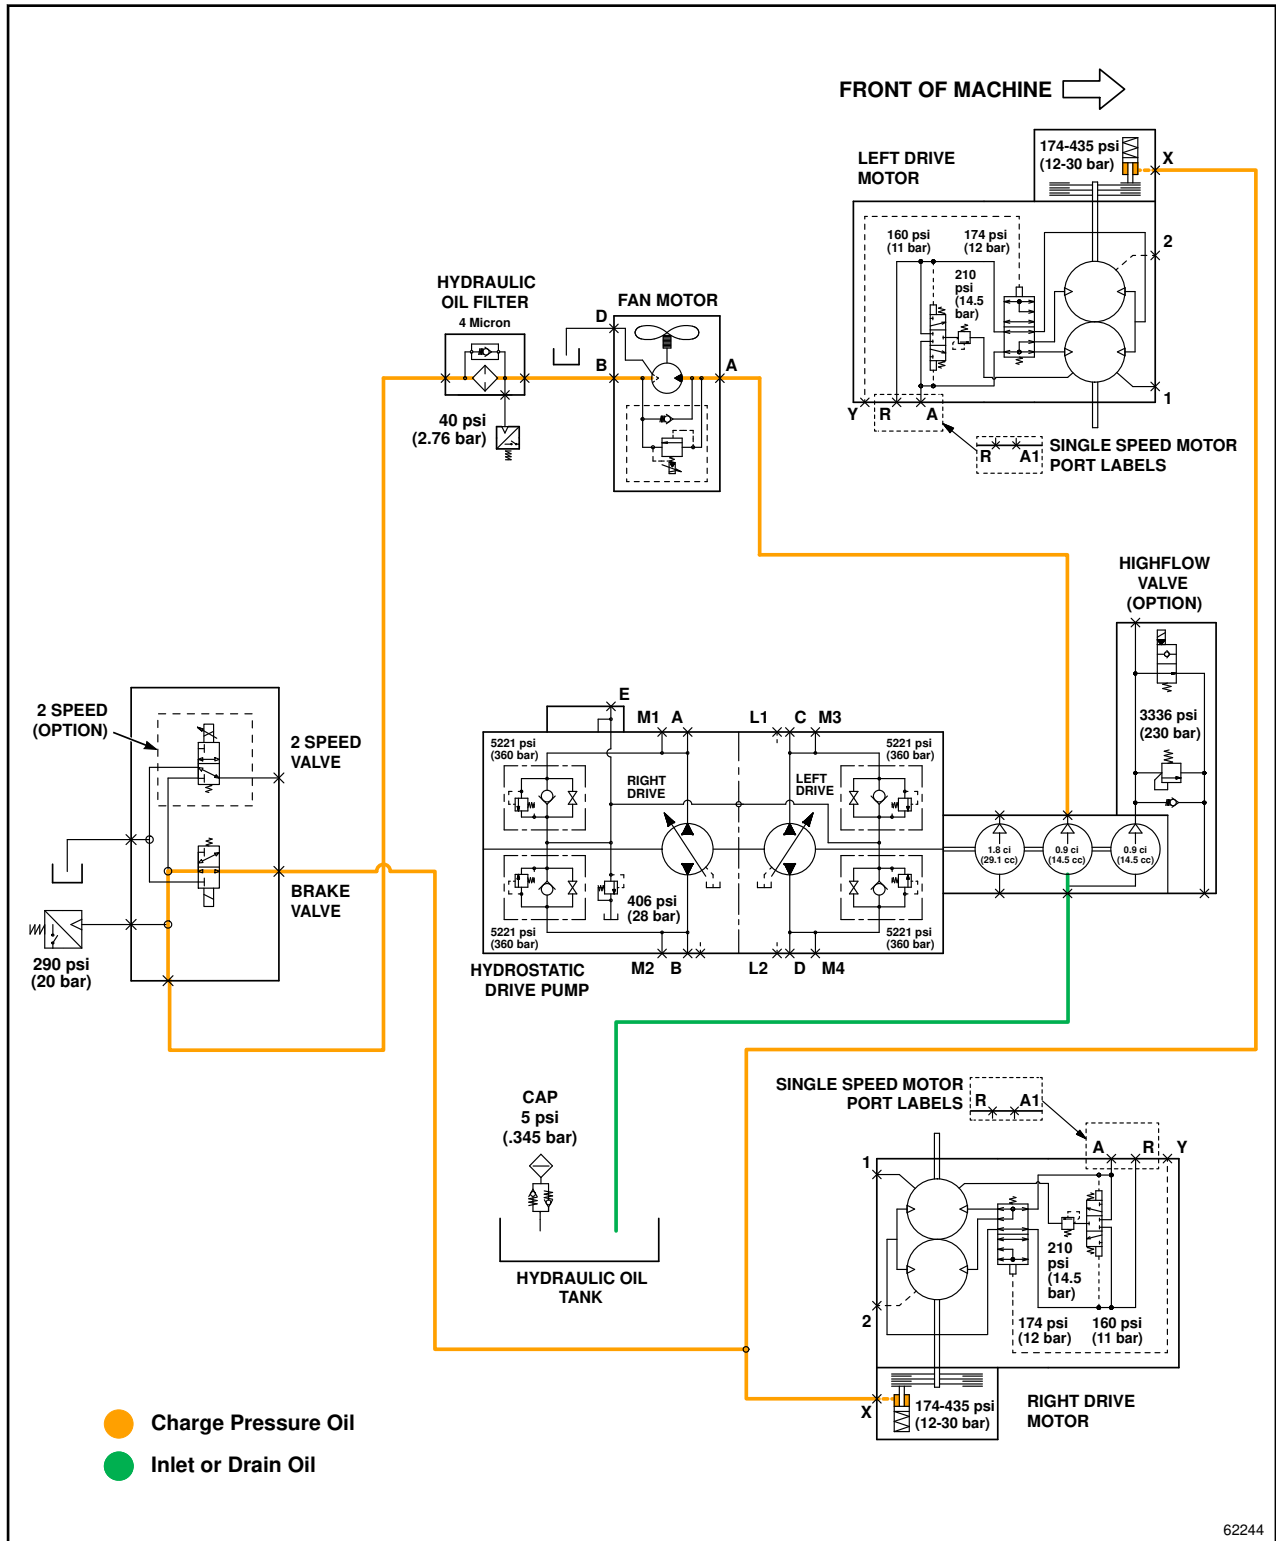 FRONT OF MACHINE
174-435 psi
(12-30 bar)
X
LEFT DRIVE
MOTOR
160 psi
(11 bar)
174 psi
(12 bar)
2
210
psi
(14.5
bar)
1
Y
R
A
SINGLE SPEED MOTOR
PORT LABELS
R
A1
HYDRAULIC
OIL FILTER
4 Micron
40 psi
(2.76 bar)
FAN MOTOR
D
B
A
HIGHFLOW
VALVE
(OPTION)
3336 psi
(230 bar)
2 SPEED
(OPTION)
2 SPEED
VALVE
BRAKE
VALVE
290 psi
(20 bar)
E
M1
A
L1
C
M3
5221 psi
(360 bar)
5221 psi
(360 bar)
RIGHT
DRIVE
LEFT
DRIVE
1.8 ci
(29.1 cc)
0.9 ci
(14.5 cc)
0.9 ci
(14.5 cc)
406 psi
(28 bar)
5221 psi
(360 bar)
5221 psi
(360 bar)
M2
B
L2
D
M4
HYDROSTATIC
DRIVE PUMP
CAP
5 psi
(.345 bar)
HYDRAULIC OIL
TANK
SINGLE SPEED MOTOR
PORT LABELS
R
A1
A
R
Y
1
210
psi
(14.5
bar)
2
174 psi
(12 bar)
160 psi
(11 bar)
X
174-435 psi
(12-30 bar)
RIGHT DRIVE
MOTOR
Charge Pressure Oil
Inlet or Drain Oil
62244